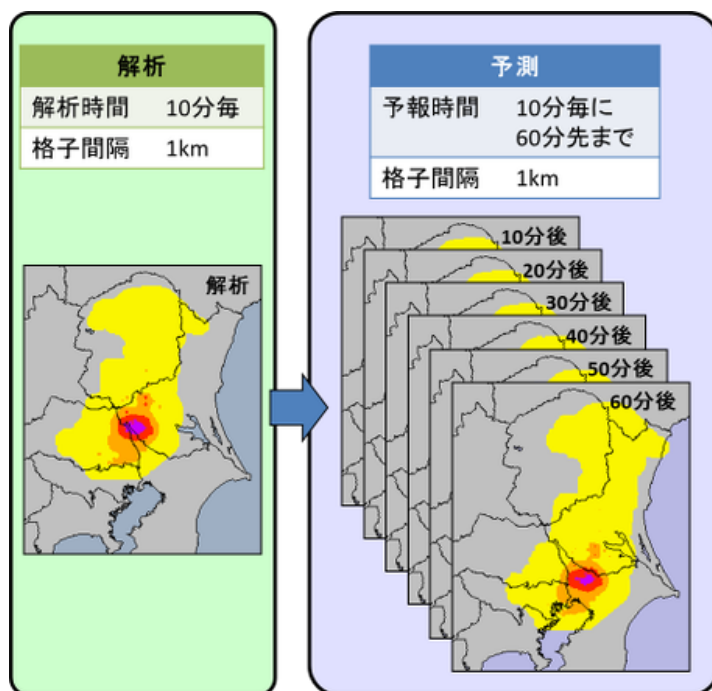 解析
解析時間 10分毎
格子間隔 1km
解析
予測
予報時間 10分毎に
60分先まで
格子間隔 1km
10分後
20分後
30分後
40分後
50分後
60分後